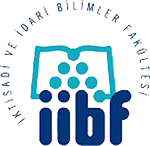 İKTİSADİ VE İDARİ BİLİMLER FAKÜLTESİ
iibf